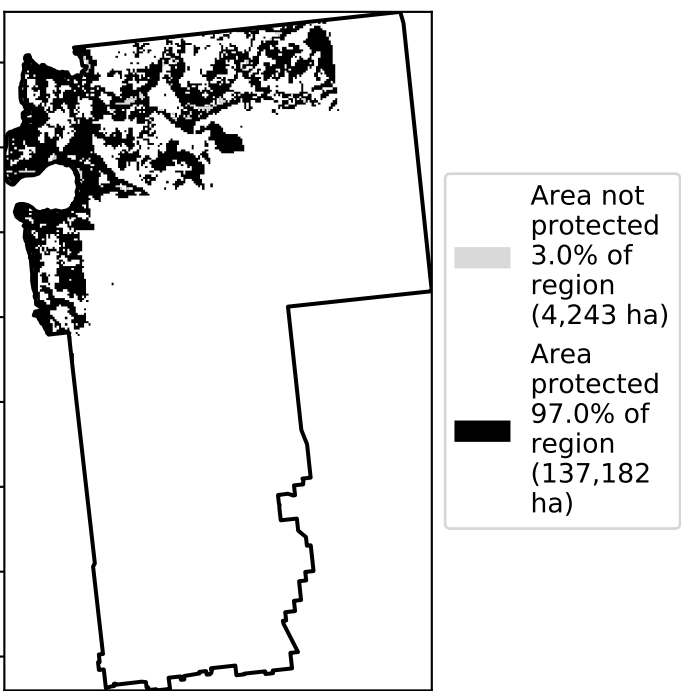 Area not
protected
3.0% of
region
(4,243 ha)
Area
protected
97.0% of
region
(137,182
ha)